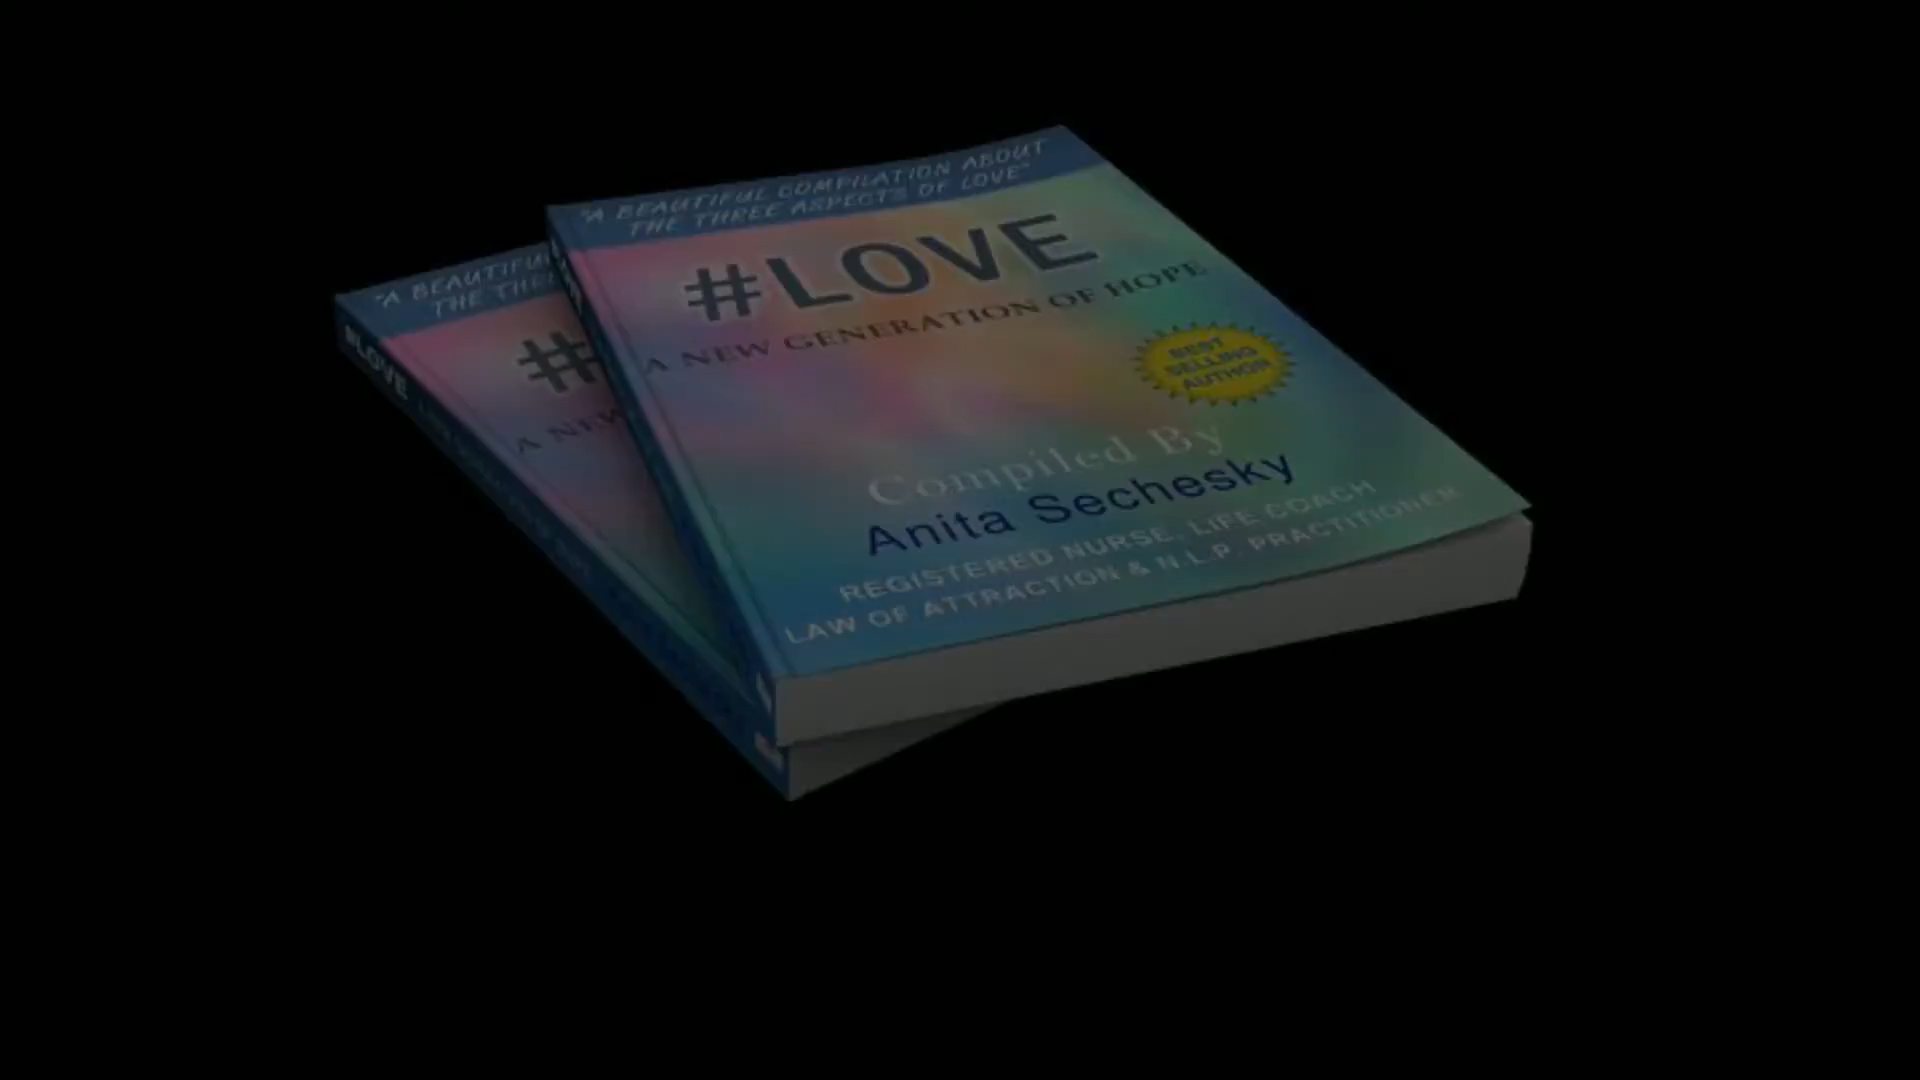 "A BEAUTIFUL COMPILATION ABOUT
THE THREE ASPECTS OF LOVE"
#LOVE
A NEW GENERATION OF HOPE
BEST
SELLING
AUTHOR
Compiled By
Anita Sechesky
REGISTERED NURSE, LIFE COACH
LAW OF ATTRACTION & N.L.P. PRACTITIONER
"A BEAUTIFUL
THE
#
A NEW
#LOVE